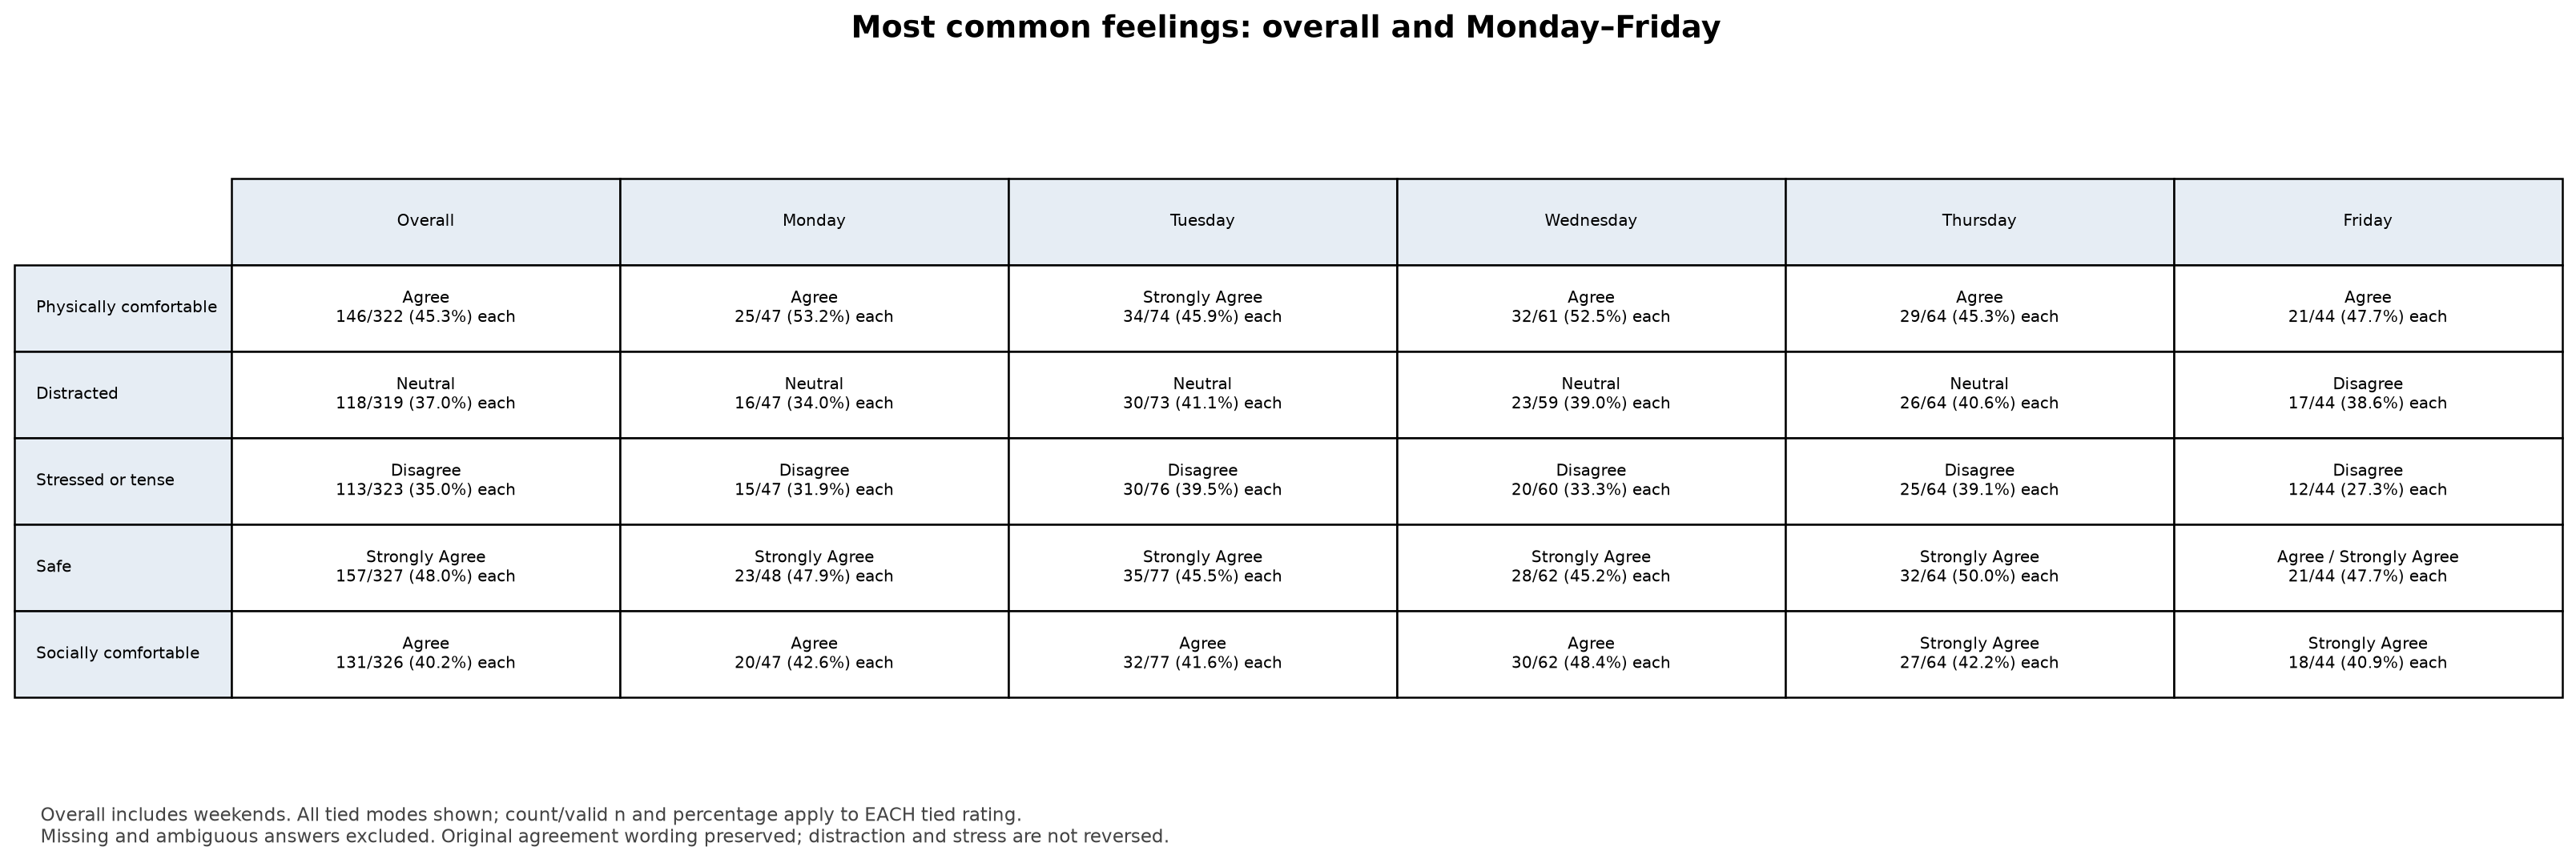 Most common feelings: overall and Monday–Friday
Overall Monday Tuesday Wednesday Thursday Friday
Physically comfortable
Agree Agree Strongly Agree Agree Agree Agree
146/322 (45.3%) each 25/47 (53.2%) each 34/74 (45.9%) each 32/61 (52.5%) each 29/64 (45.3%) each 21/44 (47.7%) each
Distracted
Neutral Neutral Neutral Neutral Neutral Disagree
118/319 (37.0%) each 16/47 (34.0%) each 30/73 (41.1%) each 23/59 (39.0%) each 26/64 (40.6%) each 17/44 (38.6%) each
Stressed or tense
Disagree Disagree Disagree Disagree Disagree Disagree
113/323 (35.0%) each 15/47 (31.9%) each 30/76 (39.5%) each 20/60 (33.3%) each 25/64 (39.1%) each 12/44 (27.3%) each
Safe
Strongly Agree Strongly Agree Strongly Agree Strongly Agree Strongly Agree Agree / Strongly Agree
157/327 (48.0%) each 23/48 (47.9%) each 35/77 (45.5%) each 28/62 (45.2%) each 32/64 (50.0%) each 21/44 (47.7%) each
Socially comfortable
Agree Agree Agree Agree Strongly Agree Strongly Agree
131/326 (40.2%) each 20/47 (42.6%) each 32/77 (41.6%) each 30/62 (48.4%) each 27/64 (42.2%) each 18/44 (40.9%) each
Overall includes weekends. All tied modes shown; count/valid n and percentage apply to EACH tied rating.
Missing and ambiguous answers excluded. Original agreement wording preserved; distraction and stress are not reversed.